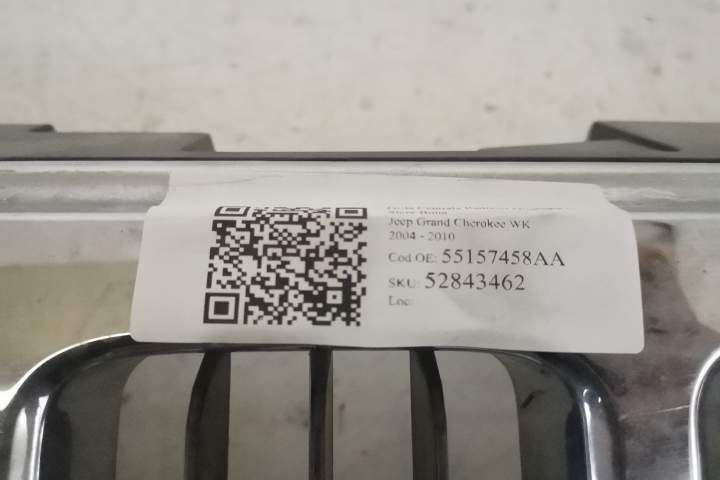 Jeep Grand Cherokee WK
2004 - 2010
Cod OE: 55157458AA
SKU: 52843462
Loc: